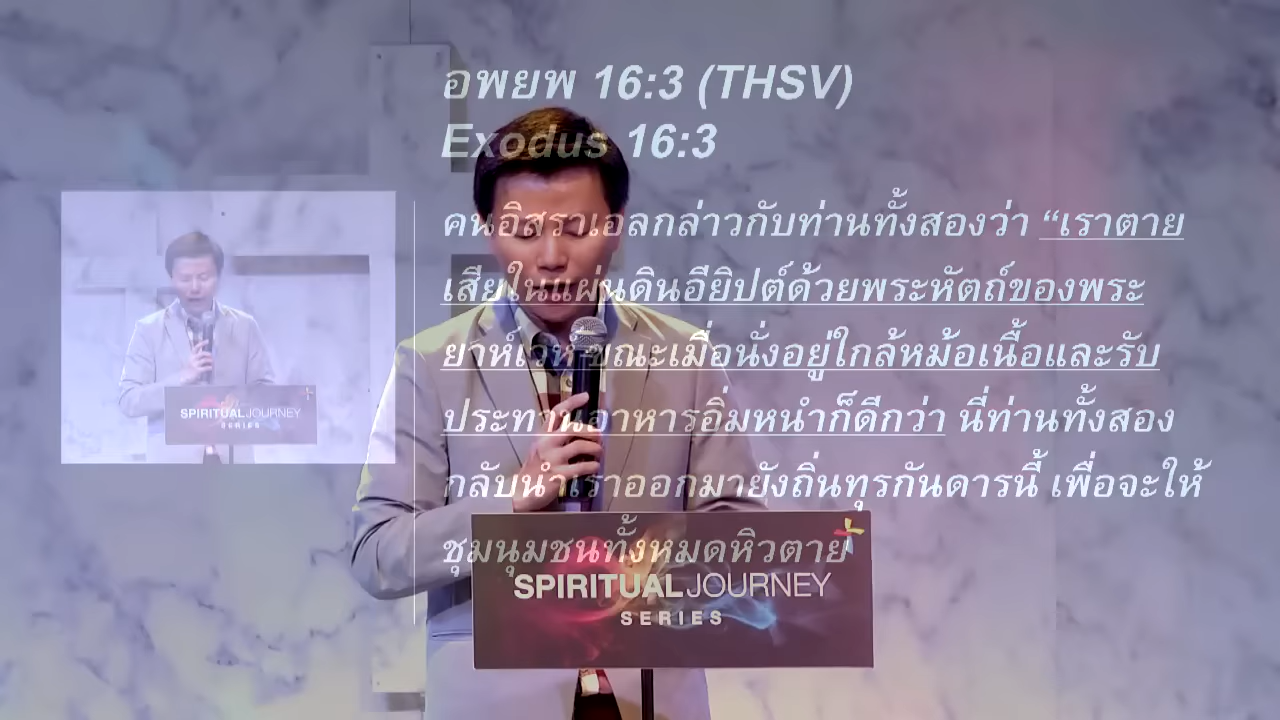 อพยพ 16:3 (THSV)
Exodus 16:3
คนอิสราเอลกล่าวกับท่านทั้งสองว่า “เราตาย
เสียในแผ่นดินอียิปต์ด้วยพระหัตถ์ของพระ
ยาห์เวห์ ขณะเมื่อนั่งอยู่ใกล้หม้อเนื้อและรับ
ประทานอาหารอิ่มหนำก็ดีกว่า นี่ท่านทั้งสอง
กลับนำเราออกมายังถิ่นทุรกันดารนี้ เพื่อจะให้
ชุมนุมชนทั้งหมดหิวตาย
SPIRITUAL JOURNEY
SERIES
SPIRITUALJOURNEY
SERIES